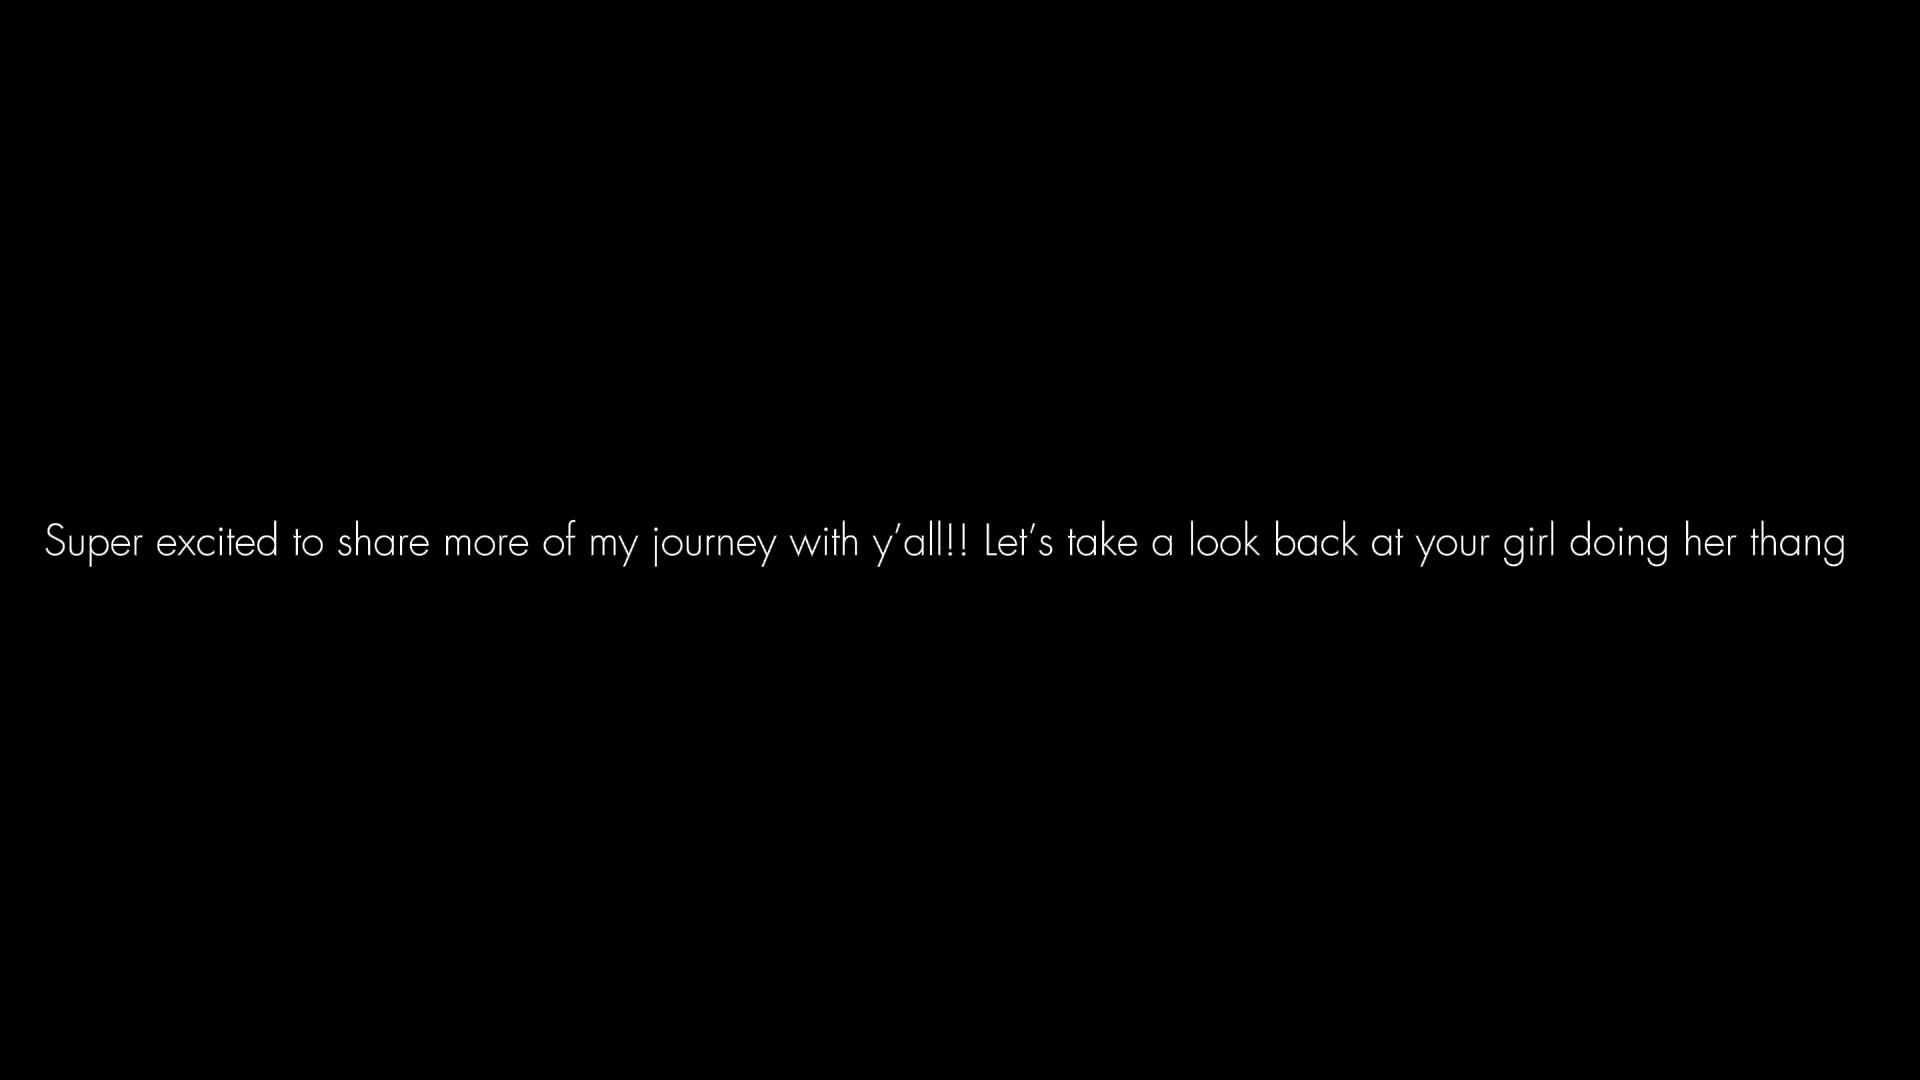 Super excited to share more of my journey with y’all!! Let’s take a look back at your girl doing her thang